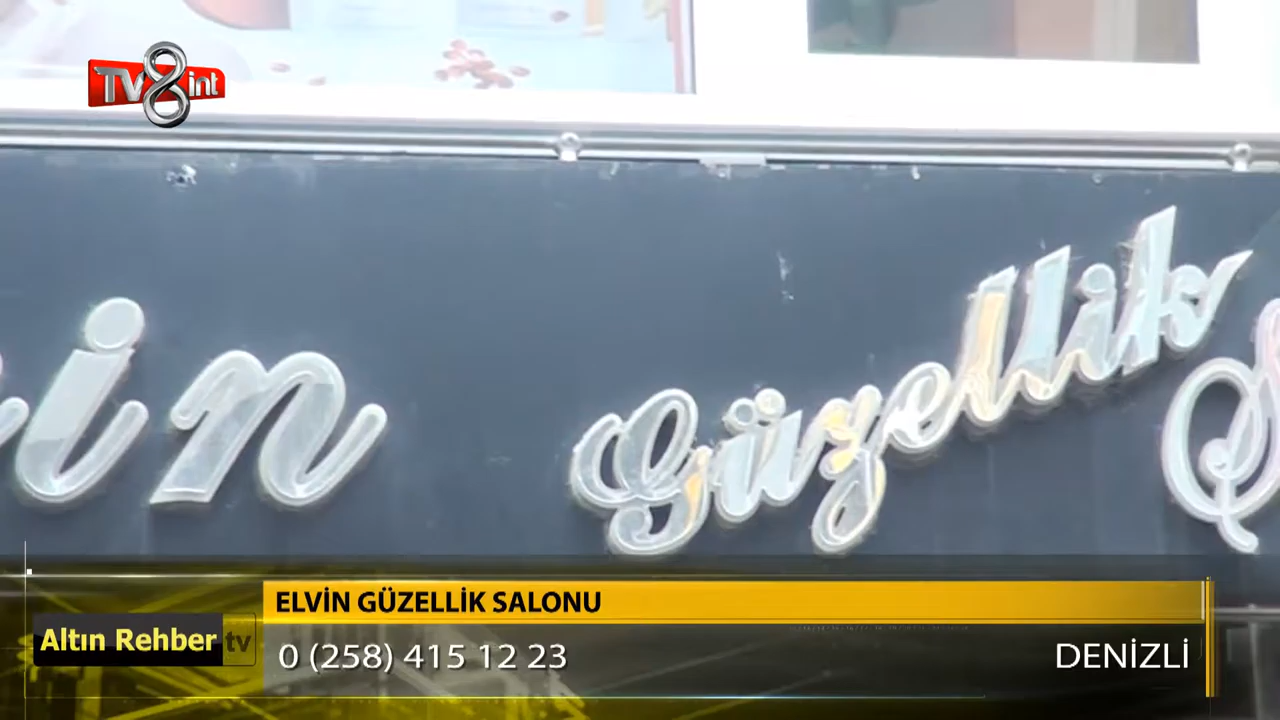 TV8int
in Güzellik S
ELVİN GÜZELLİK SALONU
Altın Rehber tv
0 (258) 415 12 23
DENİZLİ